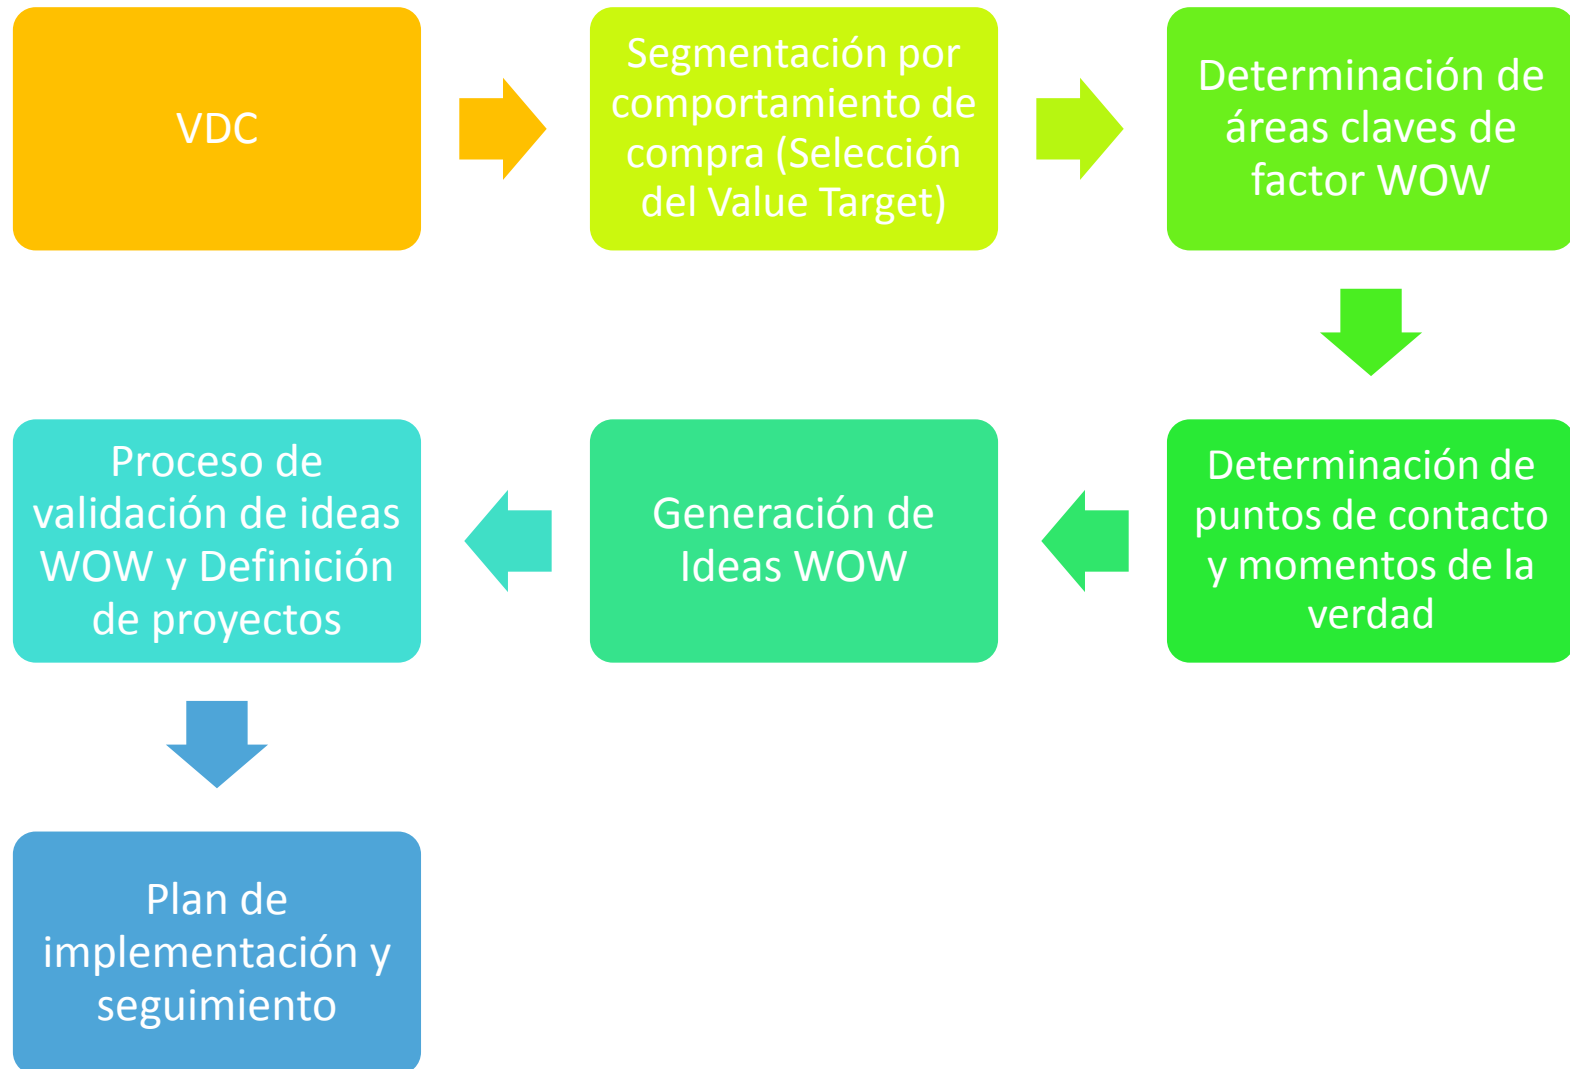 VDC
Segmentación por
comportamiento de
compra (Selección
del Value Target)
Determinación de
áreas claves de
factor WOW
Determinación de
puntos de contacto
y momentos de la
verdad
Generación de
Ideas WOW
Proceso de
validación de ideas
WOW y Definición
de proyectos
Plan de
implementación y
seguimiento